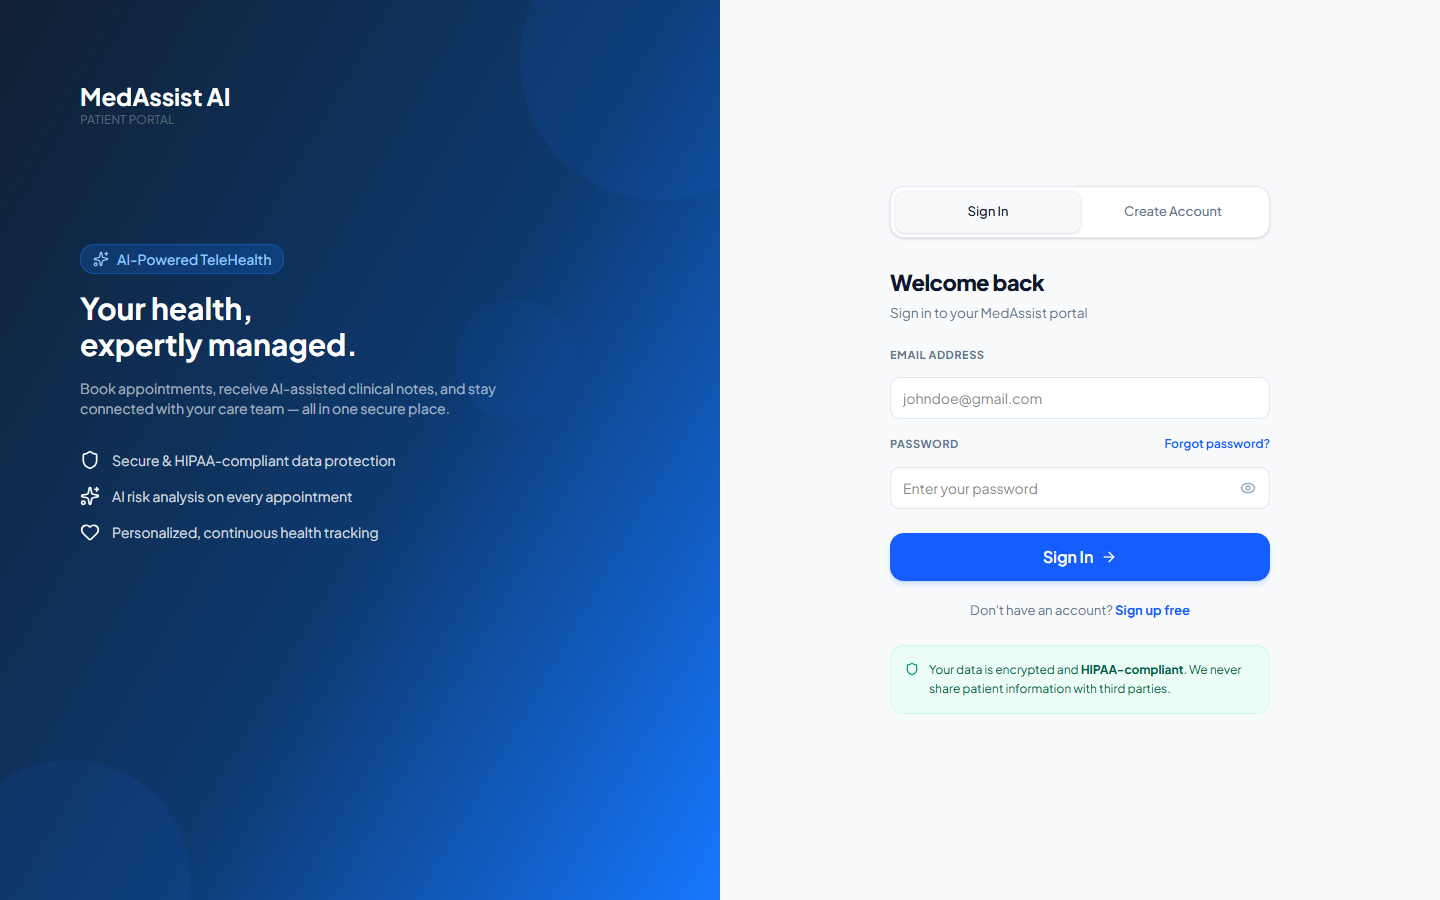 MedAssist AI
PATIENT PORTAL
AI-Powered TeleHealth
Your health,
expertly managed.
Book appointments, receive AI-assisted clinical notes, and stay
connected with your care team — all in one secure place.
Secure & HIPAA-compliant data protection
AI risk analysis on every appointment
Personalized, continuous health tracking
Sign In
Create Account
Welcome back
Sign in to your MedAssist portal
EMAIL ADDRESS
johndoe@gmail.com
PASSWORD
Forgot password?
Enter your password
Sign In
Don't have an account? Sign up free
Your data is encrypted and HIPAA-compliant. We never
share patient information with third parties.